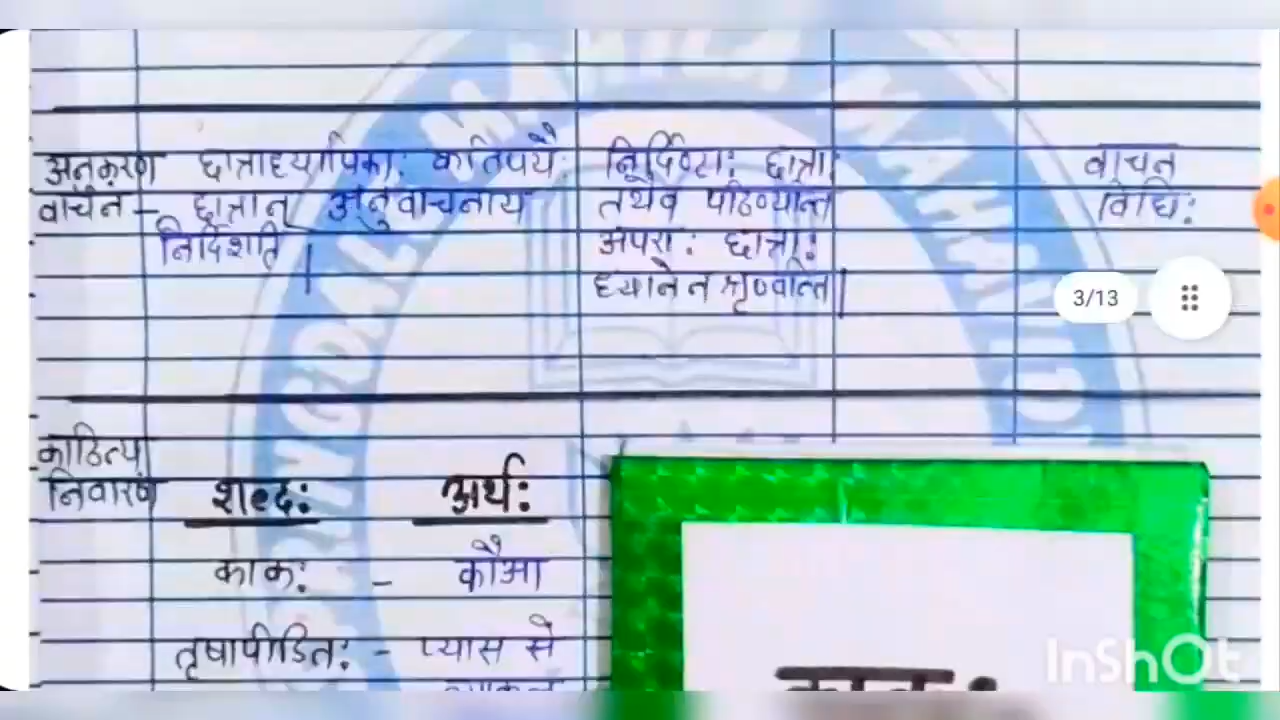 अनुकरण छात्राध्यापिका: कतिपयै निर्दिष्टा: छात्रा: वाचन
वाचन - छात्रान् अनुवाचनाय तथैव पठिष्यन्ति विधि:
निर्देशति | अपरा: छात्रा:
ध्यानेन श्रृण्वन्ति|
3/13
काठिन्य
निवारण शब्द: अर्थ:
काक: - कौआ
तृषापीडित: - प्यास से
काक:
InShOt